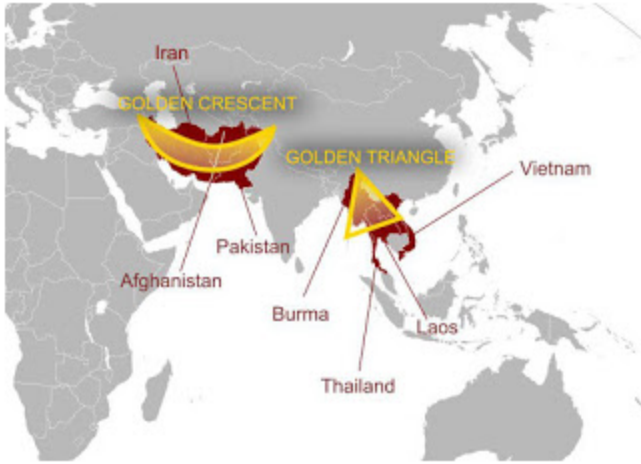 Iran
GOLDEN CRESCENT
GOLDEN TRIANGLE
Vietnam
Pakistan
Afghanistan
Burma
Laos
Thailand